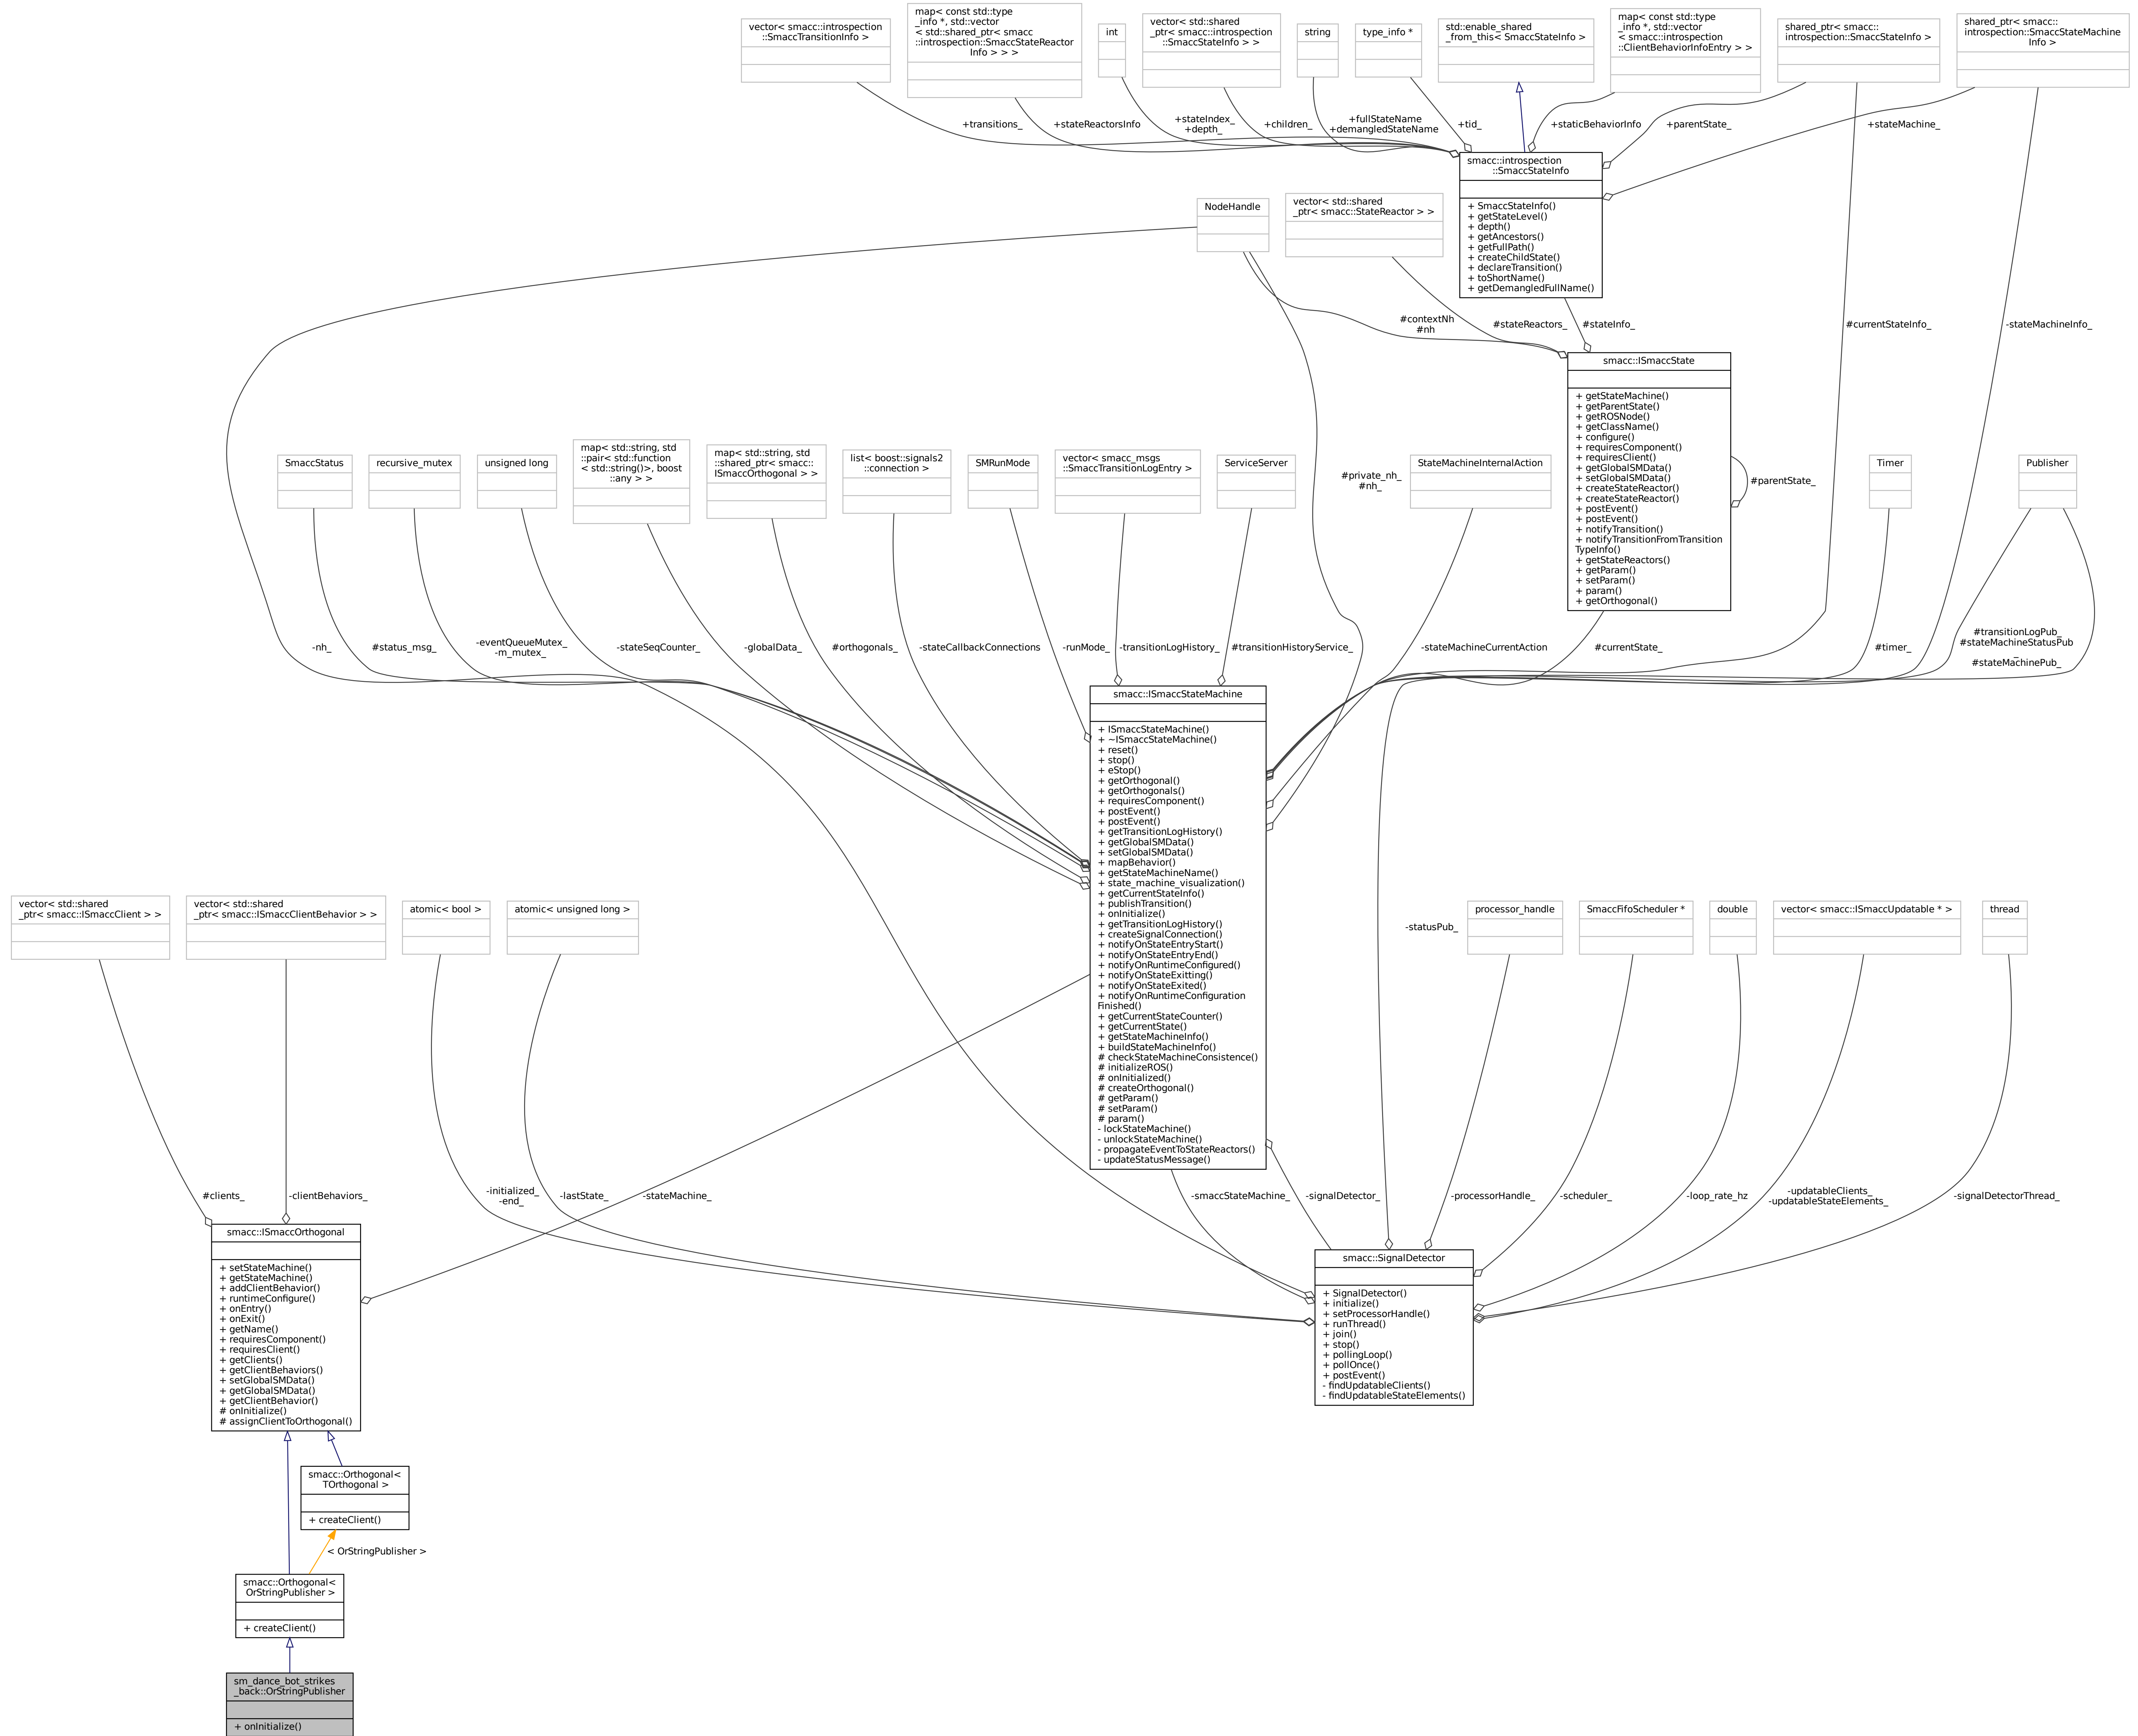 vector< smacc::introspection
::SmaccTransitionInfo >
map< const std::type
_info *, std::vector
< std::shared_ptr< smacc
::introspection::SmaccStateReactor
Info > > >
int
vector< std::shared
_ptr< smacc::introspection
::SmaccStateInfo > >
string
type_info *
std::enable_shared
_from_this< SmaccStateInfo >
map< const std::type
_info *, std::vector
< smacc::introspection
::ClientBehaviorInfoEntry > >
shared_ptr< smacc::
introspection::SmaccStateInfo >
shared_ptr< smacc::
introspection::SmaccStateMachine
Info >
+transitions_
+stateReactorsInfo
+stateIndex_
+depth_
+children_
+fullStateName
+demangledStateName
+tid_
+staticBehaviorInfo
+parentState_
+stateMachine_
smacc::introspection
::SmaccStateInfo
+ SmaccStateInfo()
+ getStateLevel()
+ depth()
+ getAncestors()
+ getFullPath()
+ createChildState()
+ declareTransition()
+ toShortName()
+ getDemangledFullName()
NodeHandle
vector< std::shared
_ptr< smacc::StateReactor > >
#contextNh
#nh
#stateReactors_
#stateInfo_
#currentStateInfo_
-stateMachineInfo_
smacc::ISmaccState
+ getStateMachine()
+ getParentState()
+ getROSNode()
+ getClassName()
+ configure()
+ requiresComponent()
+ requiresClient()
+ getGlobalSMData()
+ setGlobalSMData()
+ createStateReactor()
+ createStateReactor()
+ postEvent()
+ postEvent()
+ notifyTransition()
+ notifyTransitionFromTransition
TypeInfo()
+ getStateReactors()
+ getParam()
+ setParam()
+ param()
+ getOrthogonal()
#parentState_
SmaccStatus
recursive_mutex
unsigned long
map< std::string, std
::pair< std::function
< std::string()>, boost
::any > >
map< std::string, std
::shared_ptr< smacc::
ISmaccOrthogonal > >
list< boost::signals2
::connection >
SMRunMode
vector< smacc_msgs
::SmaccTransitionLogEntry >
ServiceServer
#private_nh_
#nh_
StateMachineInternalAction
Timer
Publisher
-nh_
#status_msg_
-eventQueueMutex_
-m_mutex_
-stateSeqCounter_
-globalData_
#orthogonals_
-stateCallbackConnections
-runMode_
-transitionLogHistory_
#transitionHistoryService_
-stateMachineCurrentAction
#currentState_
#timer_
#transitionLogPub_
#stateMachineStatusPub
_
#stateMachinePub_
smacc::ISmaccStateMachine
+ ISmaccStateMachine()
+ ~ISmaccStateMachine()
+ reset()
+ stop()
+ eStop()
+ getOrthogonal()
+ getOrthogonals()
+ requiresComponent()
+ postEvent()
+ postEvent()
+ getTransitionLogHistory()
+ getGlobalSMData()
+ setGlobalSMData()
+ mapBehavior()
+ getStateMachineName()
+ state_machine_visualization()
+ getCurrentStateInfo()
+ publishTransition()
+ onInitialize()
+ getTransitionLogHistory()
+ createSignalConnection()
+ notifyOnStateEntryStart()
+ notifyOnStateEntryEnd()
+ notifyOnRuntimeConfigured()
+ notifyOnStateExitting()
+ notifyOnStateExited()
+ notifyOnRuntimeConfiguration
Finished()
+ getCurrentStateCounter()
+ getCurrentState()
+ getStateMachineInfo()
+ buildStateMachineInfo()
# checkStateMachineConsistence()
# initializeROS()
# onInitialized()
# createOrthogonal()
# getParam()
# setParam()
# param()
- lockStateMachine()
- unlockStateMachine()
- propagateEventToStateReactors()
- updateStatusMessage()
vector< std::shared
_ptr< smacc::ISmaccClient > >
vector< std::shared
_ptr< smacc::ISmaccClientBehavior > >
atomic< bool >
atomic< unsigned long >
-statusPub_
processor_handle
SmaccFifoScheduler *
double
vector< smacc::ISmaccUpdatable * >
thread
#clients_
-clientBehaviors_
-initialized_
-end_
-lastState_
-stateMachine_
-smaccStateMachine_
-signalDetector_
-processorHandle_
-scheduler_
-loop_rate_hz
-updatableClients_
-updatableStateElements_
-signalDetectorThread_
smacc::ISmaccOrthogonal
+ setStateMachine()
+ getStateMachine()
+ addClientBehavior()
+ runtimeConfigure()
+ onEntry()
+ onExit()
+ getName()
+ requiresComponent()
+ requiresClient()
+ getClients()
+ getClientBehaviors()
+ setGlobalSMData()
+ getGlobalSMData()
+ getClientBehavior()
# onInitialize()
# assignClientToOrthogonal()
smacc::SignalDetector
+ SignalDetector()
+ initialize()
+ setProcessorHandle()
+ runThread()
+ join()
+ stop()
+ pollingLoop()
+ pollOnce()
+ postEvent()
- findUpdatableClients()
- findUpdatableStateElements()
smacc::Orthogonal<
TOrthogonal >
+ createClient()
< OrStringPublisher >
smacc::Orthogonal<
OrStringPublisher >
+ createClient()
sm_dance_bot_strikes
_back::OrStringPublisher
+ onInitialize()